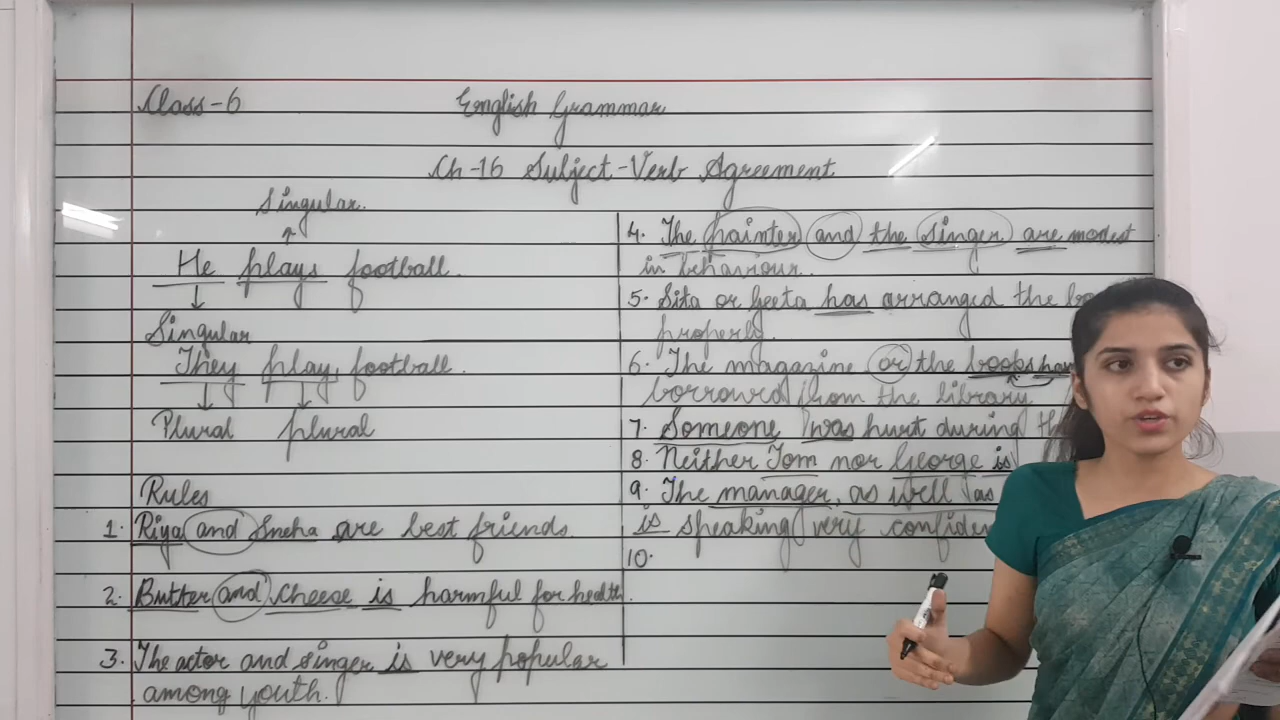 Class-6
English Grammar
Ch-16 Subject-Verb Agreement
Singular.
He plays football.
Singular
They play football.
Plural plural
Rules
1. Riya and Sneha are best friends.
2. Butter and cheese is harmful for health.
3. The actor and singer is very popular
among youth.
4. The painter and the singer are modest
in behaviour.
5. Sita or Geeta has arranged the
properly.
6. The magazine or the books
borrowed from the library
7. Someone was hurt during
8. Neither Tom nor George is
9. The manager, as well as
is speaking very
10.